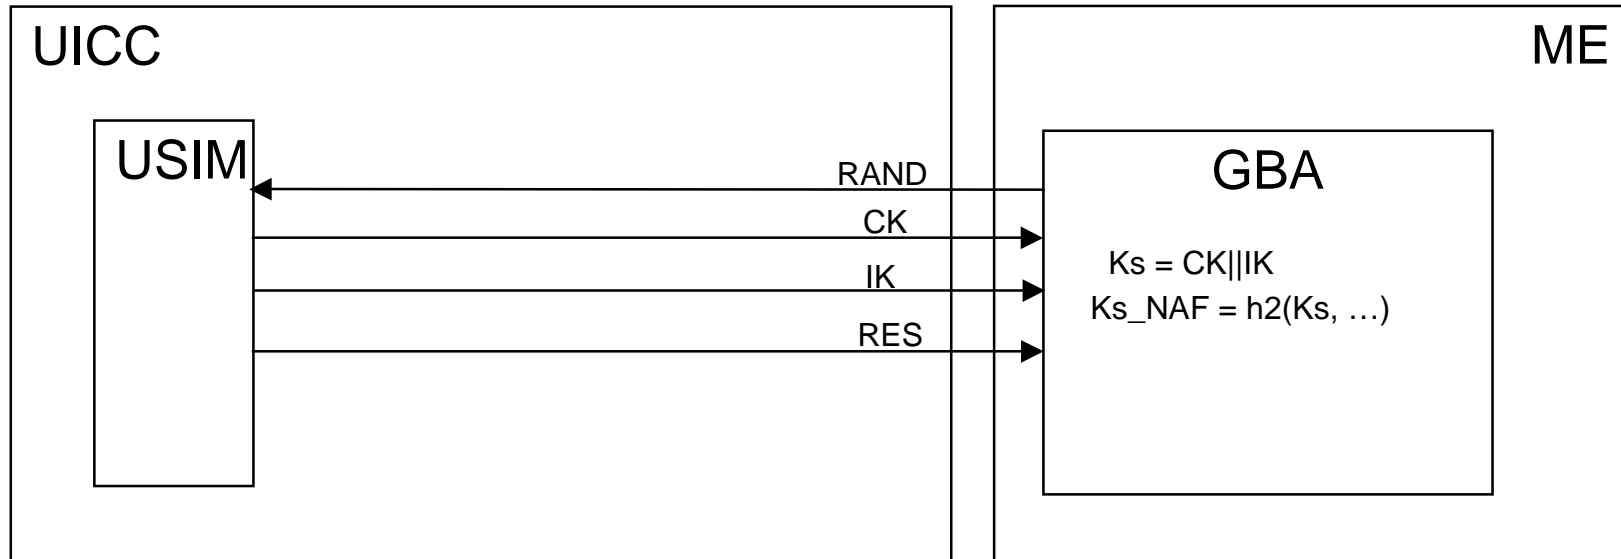 UICC
ME
USIM
GBA
RAND
CK
IK
RES
Ks = CK||IK
Ks_NAF = h2(Ks, …)